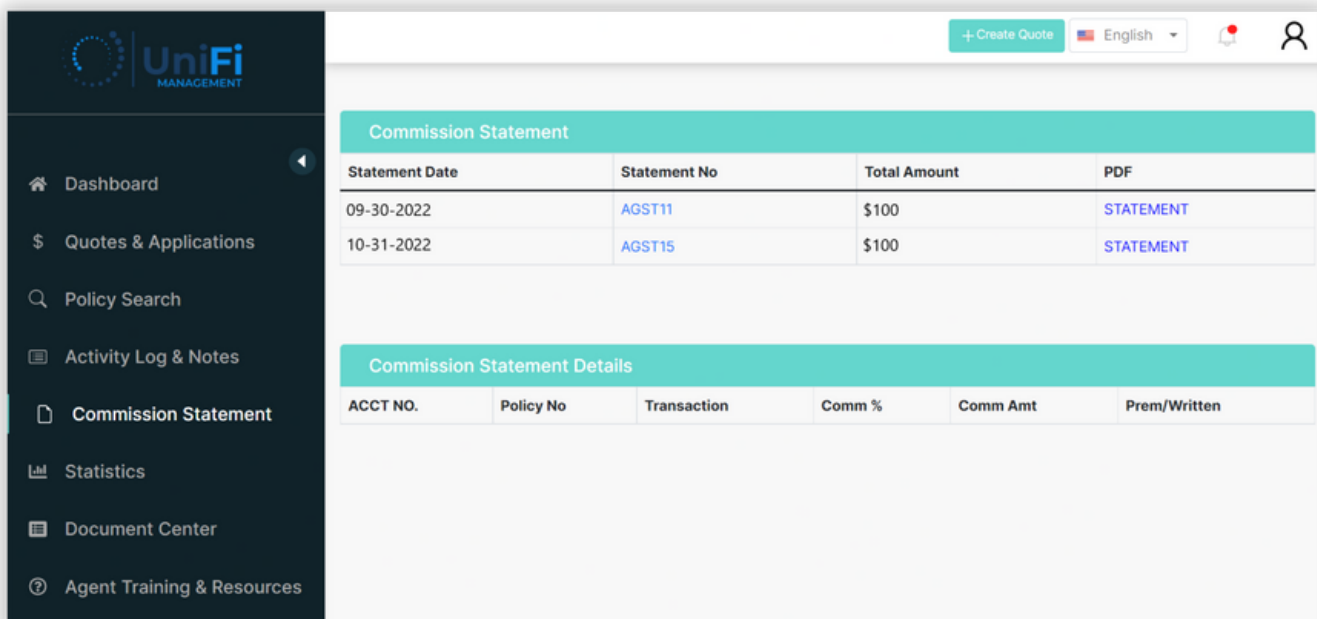 UniFi
MANAGEMENT
+ Create Quote English
Dashboard
Quotes & Applications
Policy Search
Activity Log & Notes
Commission Statement
Statistics
Document Center
Agent Training & Resources
Commission Statement
Statement Date Statement No Total Amount PDF
09-30-2022 AGST11 $100 STATEMENT
10-31-2022 AGST15 $100 STATEMENT
Commission Statement Details
ACCT NO. Policy No Transaction Comm % Comm Amt Prem/Written